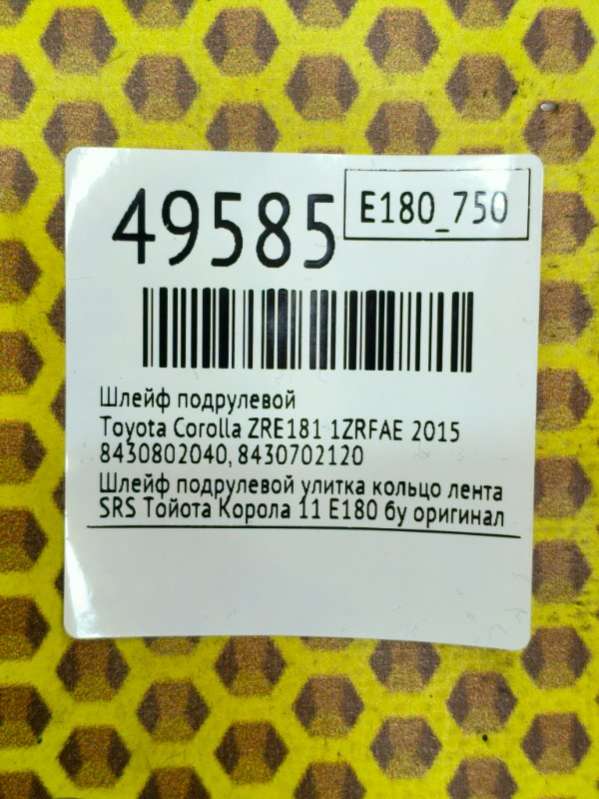 49585
E180_750
Шлейф подрулевой
Toyota Corolla ZRE181 1ZRFAE 2015
8430802040, 8430702120
Шлейф подрулевой улитка кольцо лента
SRS Тойота Корола 11 Е180 бу оригинал